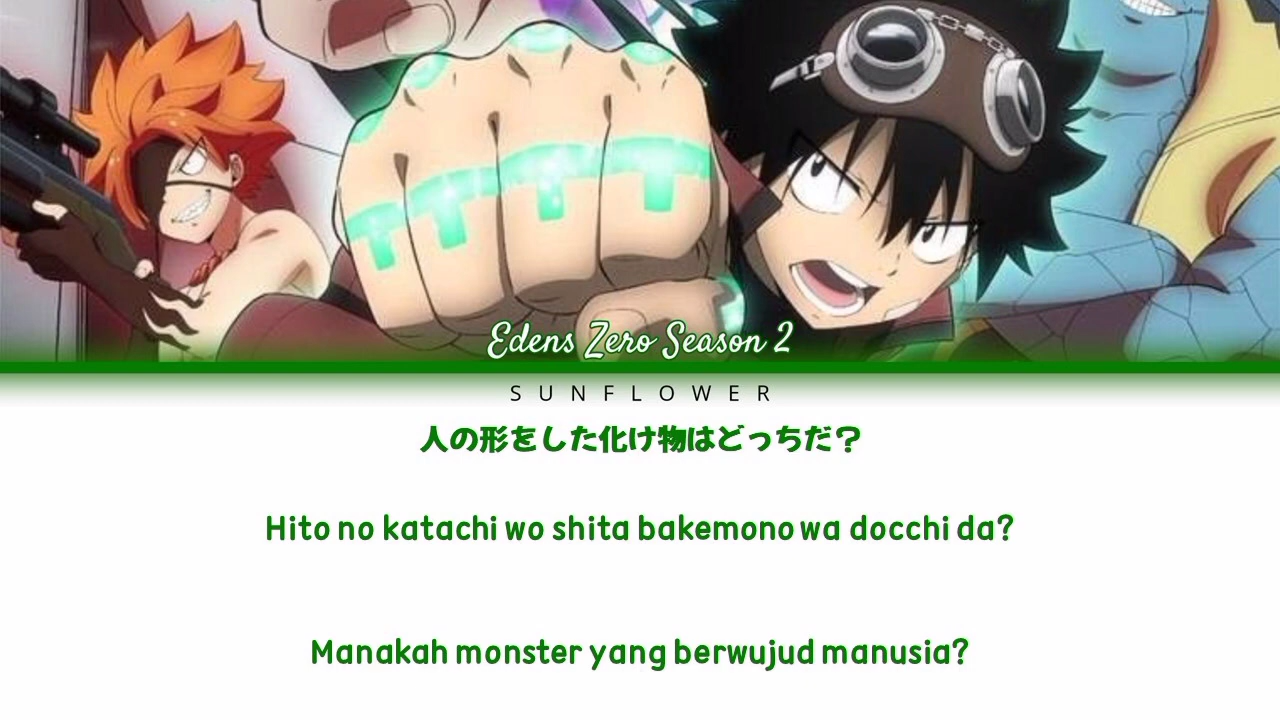 Edens Zero Season 2
SUNFLOWER
人の形をした化け物はどっちだ？
Hito no katachi wo shita bakemono wa docchi da?
Manakah monster yang berwujud manusia?